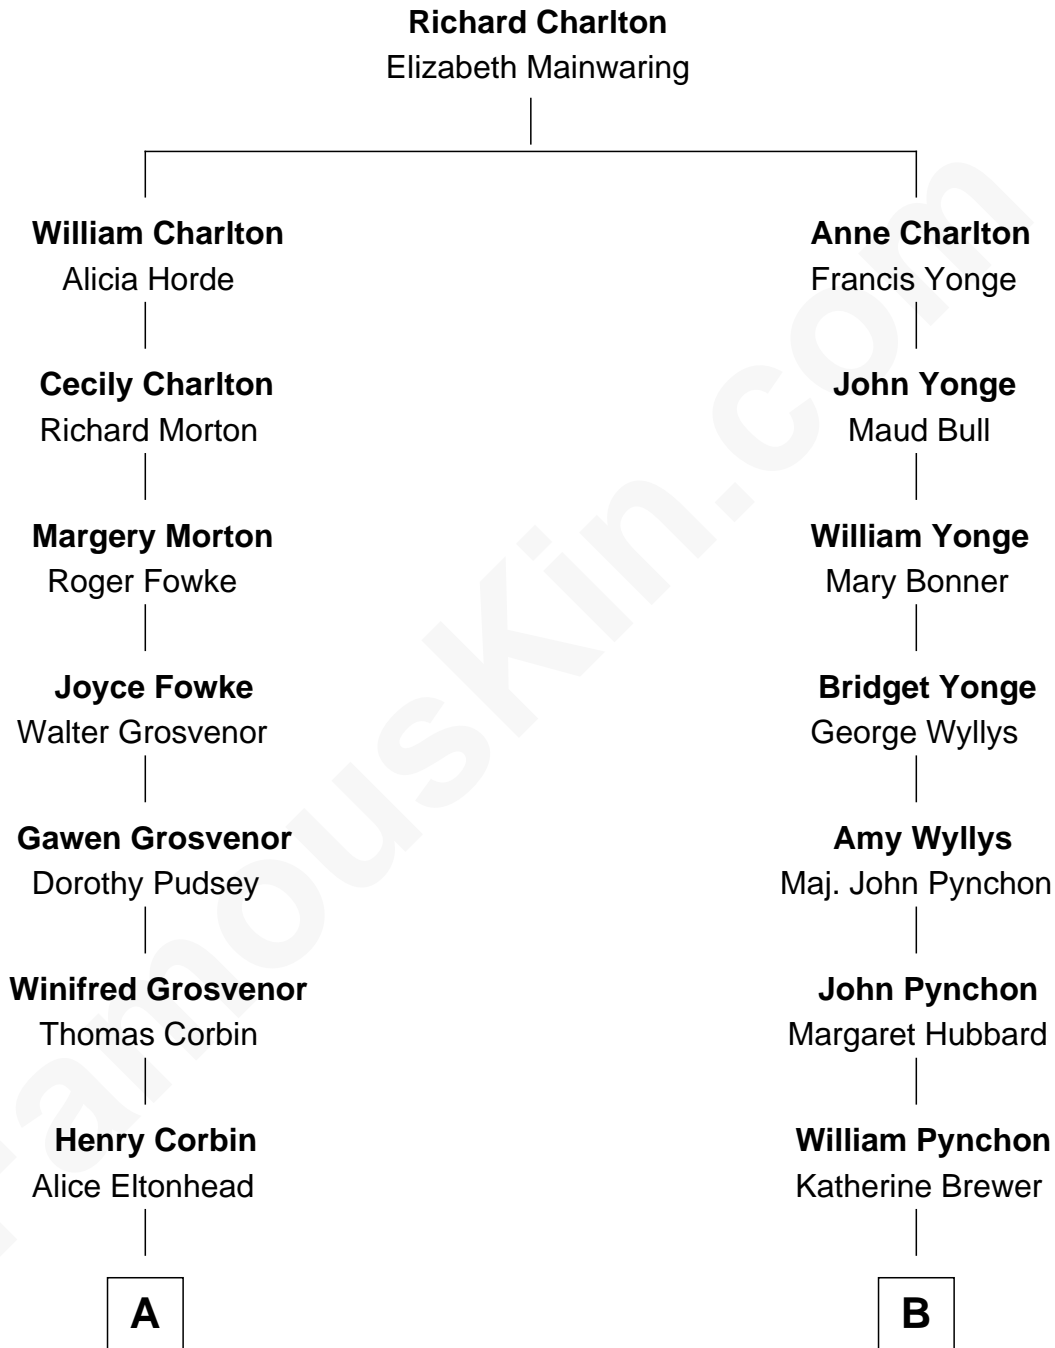 Richard Charlton
Elizabeth Mainwaring
William Charlton
Alicia Horde
Cecily Charlton
Richard Morton
Margery Morton
Roger Fowke
Joyce Fowke
Walter Grosvenor
Gawen Grosvenor
Dorothy Pudsey
Winifred Grosvenor
Thomas Corbin
Henry Corbin
Alice Eltonhead
A
Anne Charlton
Francis Yonge
John Yonge
Maud Bull
William Yonge
Mary Bonner
Bridget Yonge
George Wyllys
Amy Wyllys
Maj. John Pynchon
John Pynchon
Margaret Hubbard
William Pynchon
Katherine Brewer
B
FamousKin.com